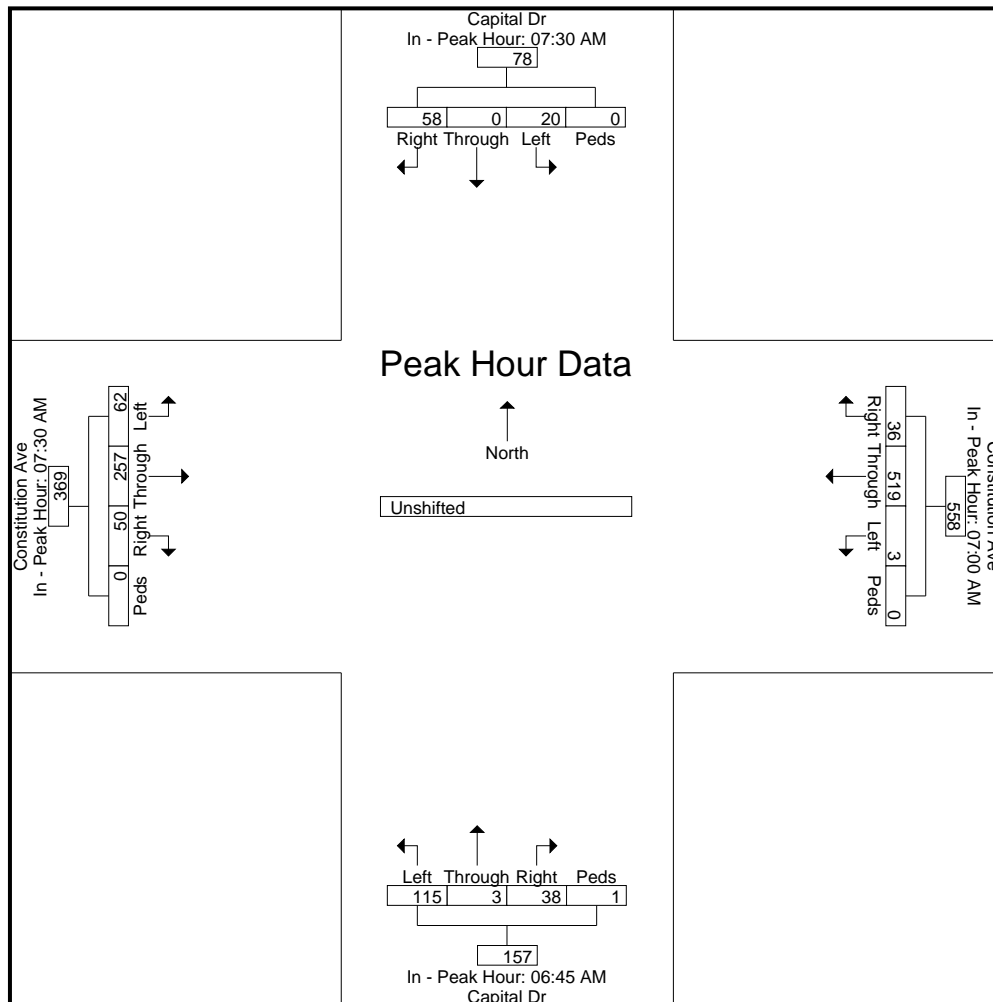 Capital Dr
In - Peak Hour: 07:30 AM
78
58 0 20 0
Right Through Left Peds
Peak Hour Data
North
Unshifted
Constitution Ave
In - Peak Hour: 07:30 AM
369
62 257 50 0
Left Through Right Peds
Constitution Ave
In - Peak Hour: 07:00 AM
558
36 519 3 0
Right Through Left Peds
Left Through Right Peds
115 3 38 1
157
In - Peak Hour: 06:45 AM
Capital Dr